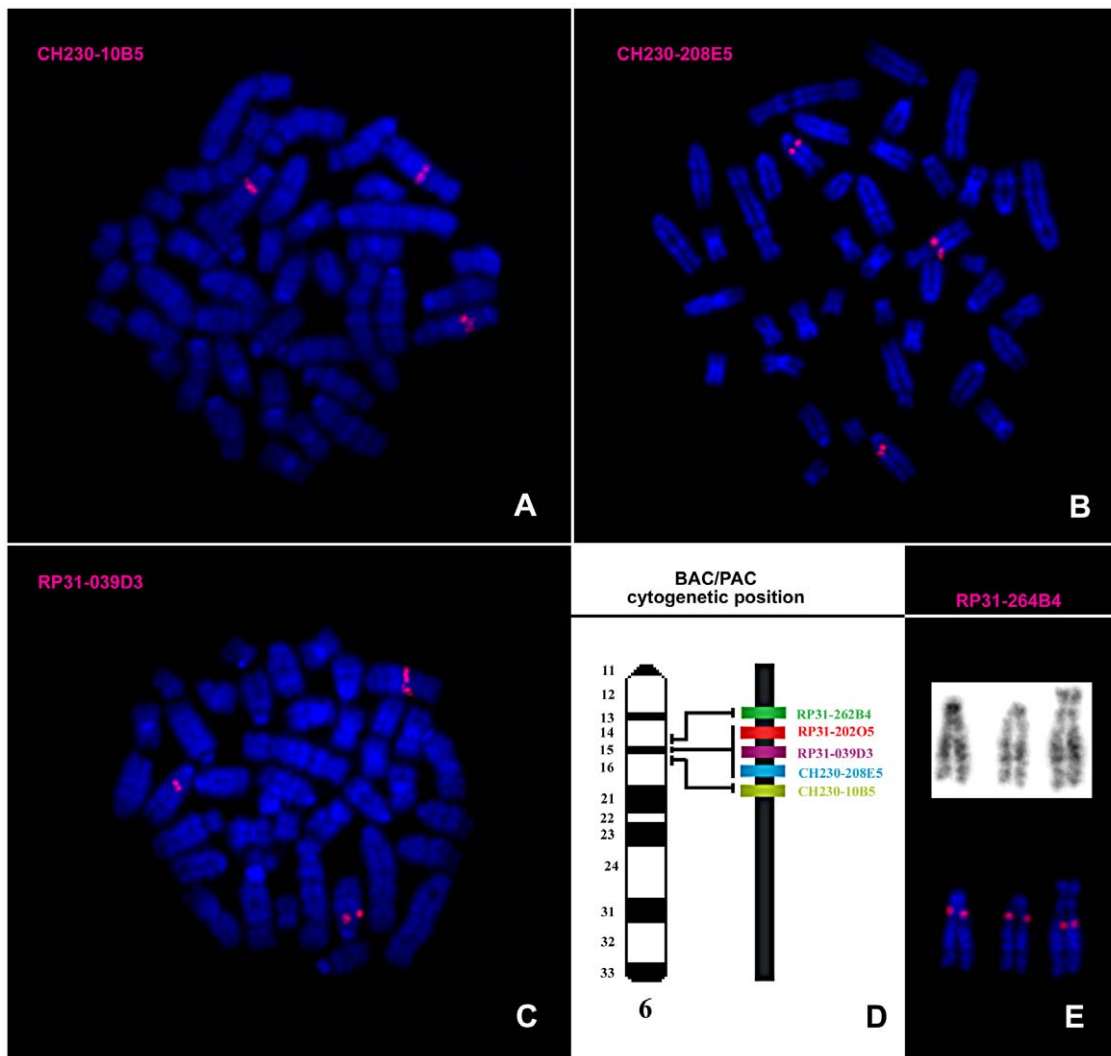 CH230-10B5
A
CH230-208E5
B
RP31-039D3
C
BAC/PAC
cytogenetic position
11
12
13
14
15
16
21
22
23
24
31
32
33
6
RP31-262B4
RP31-202O5
RP31-039D3
CH230-208E5
CH230-10B5
D
RP31-264B4
E